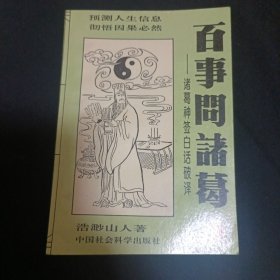 预测人生信息
彻悟因果必然
百事問諸葛
——诸葛神签白话破译
浩渺山人著
中国社会科学出版社